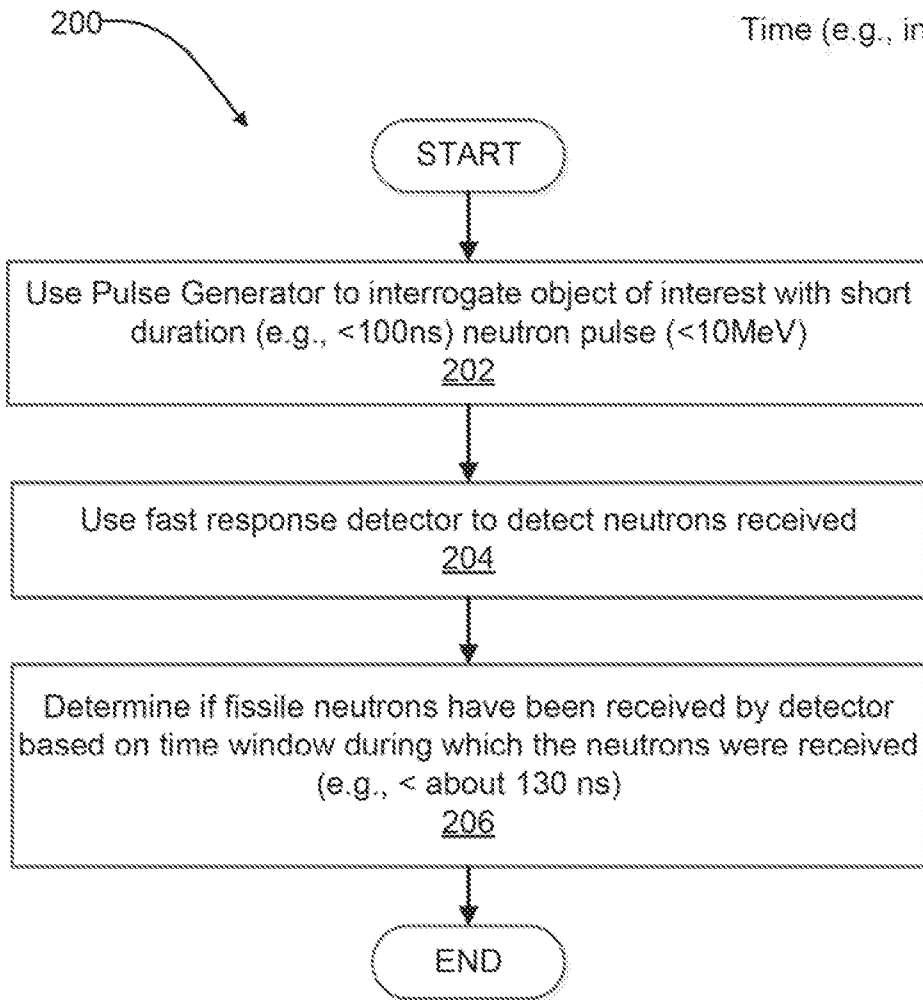 200
Time (e.g., in
START
Use Pulse Generator to interrogate object of interest with short
duration (e.g., <100ns) neutron pulse (<10MeV)
202
Use fast response detector to detect neutrons received
204
Determine if fissile neutrons have been received by detector
based on time window during which the neutrons were received
(e.g., < about 130 ns)
206
END